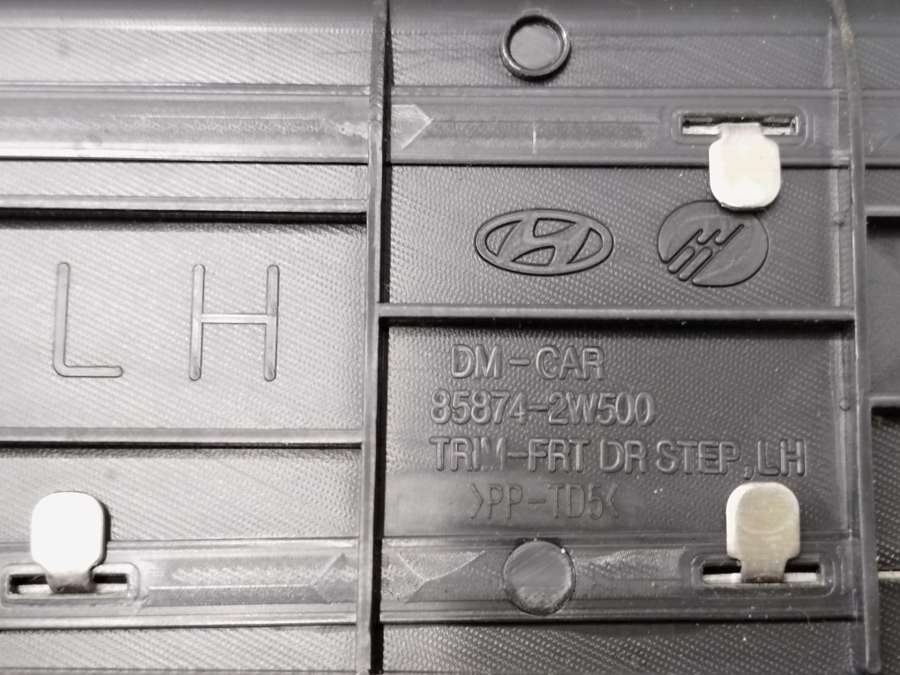 LH
DM-CAR
85874-2W500
TRIM-FRT DR STEP,LH
>PP-TD5<